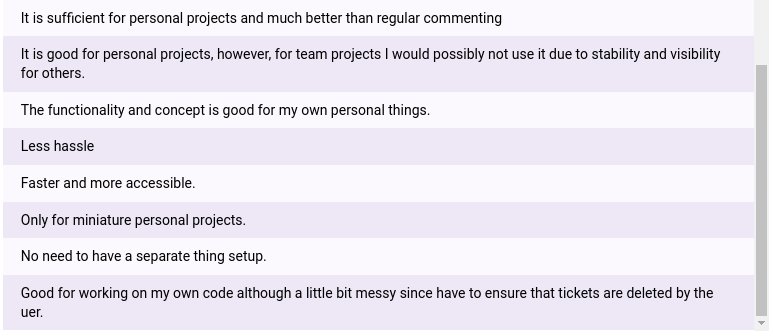 It is sufficient for personal projects and much better than regular commenting
It is good for personal projects, however, for team projects I would possibly not use it due to stability and visibility
for others.
The functionality and concept is good for my own personal things.
Less hassle
Faster and more accessible.
Only for miniature personal projects.
No need to have a separate thing setup.
Good for working on my own code although a little bit messy since have to ensure that tickets are deleted by the
uer.